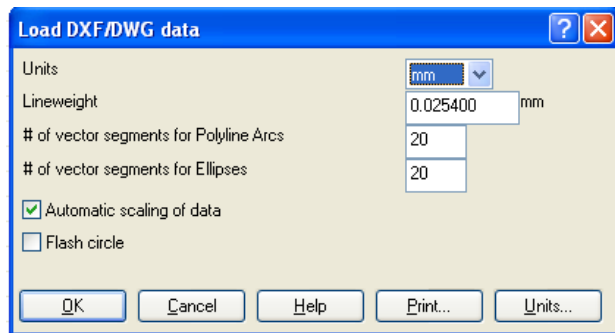 Load DXF/DWG data
?
Units mm
Lineweight 0.025400 mm
# of vector segments for Polyline Arcs 20
# of vector segments for Ellipses 20
Automatic scaling of data
Flash circle
OK Cancel Help Print... Units...